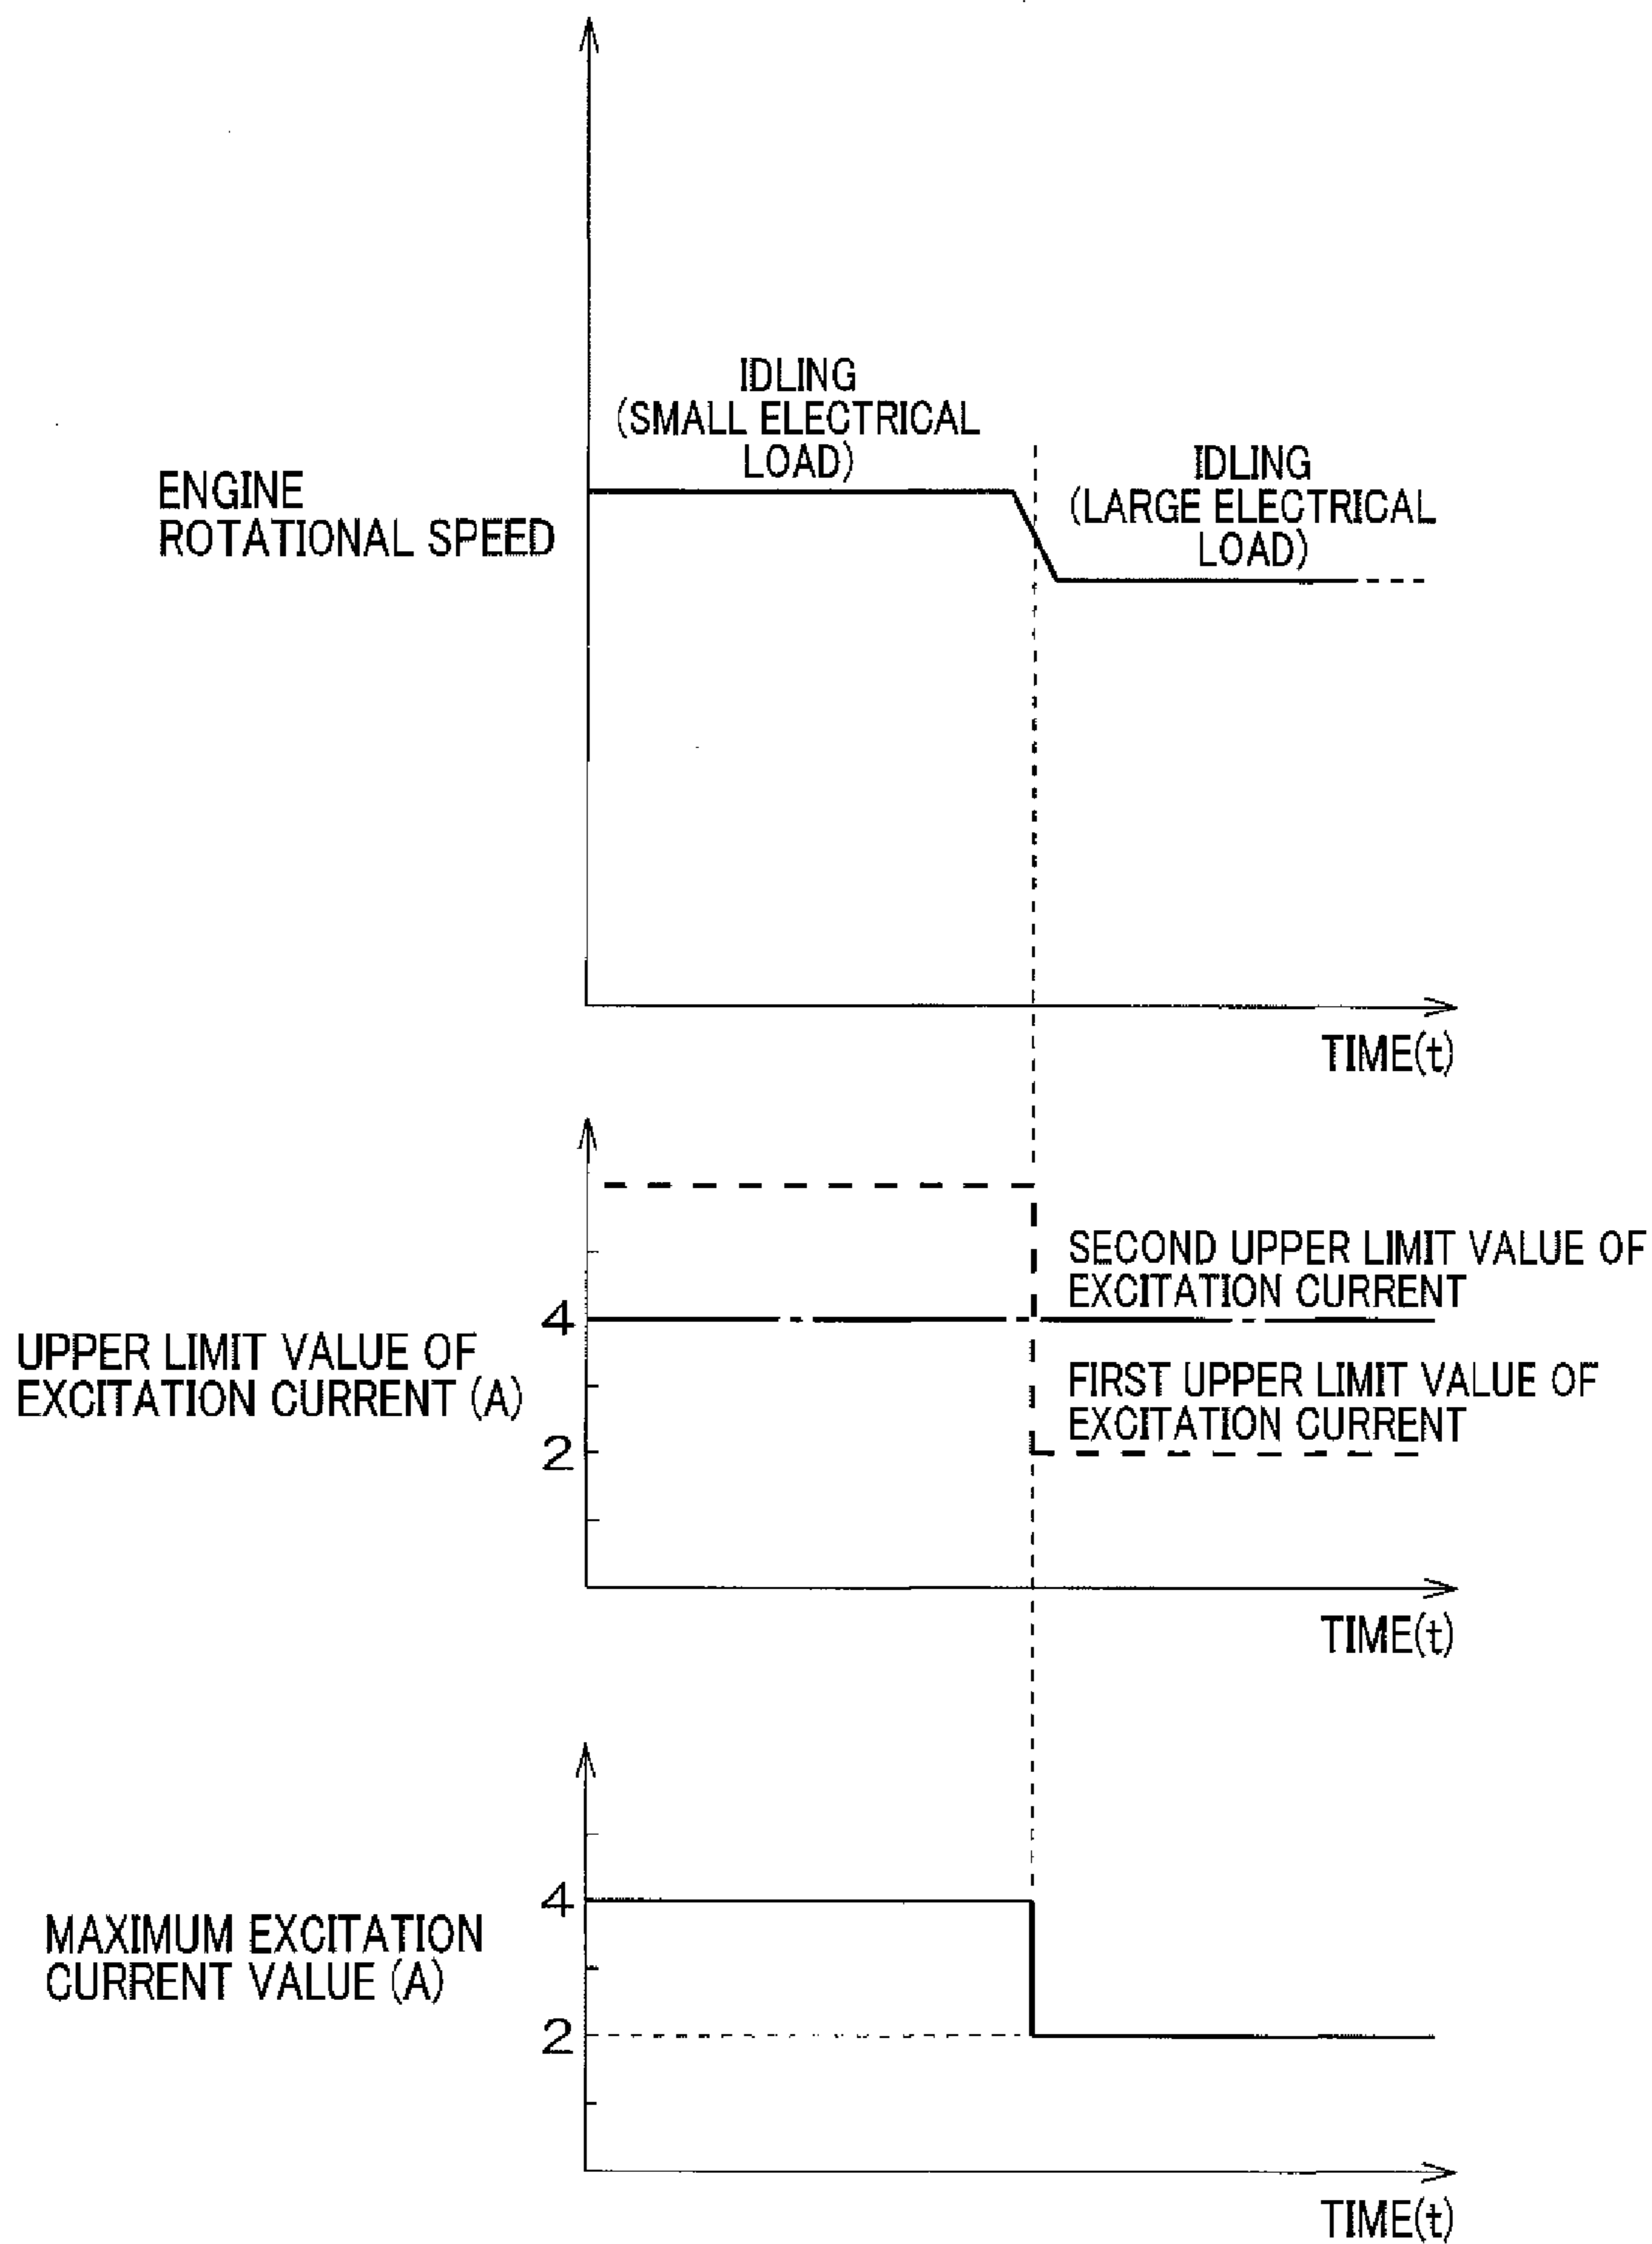 IDLING
(SMALL ELECTRICAL
LOAD)
IDLING
(LARGE ELECTRICAL
LOAD)
ENGINE
ROTATIONAL SPEED
TIME(t)
SECOND UPPER LIMIT VALUE OF
EXCITATION CURRENT
4
UPPER LIMIT VALUE OF
EXCITATION CURRENT (A)
FIRST UPPER LIMIT VALUE OF
EXCITATION CURRENT
2
TIME(t)
4
MAXIMUM EXCITATION
CURRENT VALUE (A)
2
TIME(t)